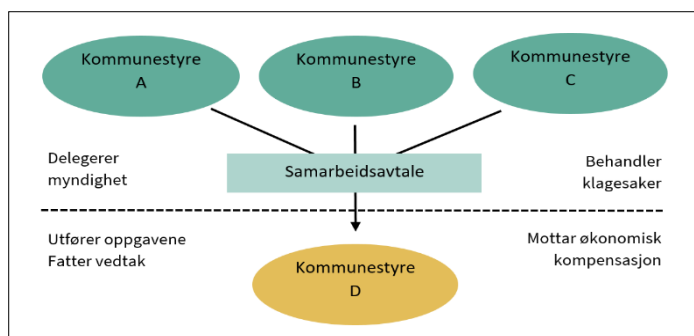 Kommunestyre
A
Kommunestyre
B
Kommunestyre
C
Delegerer
myndighet
Samarbeidsavtale
Behandler
klagesaker
Utfører oppgavene
Fatter vedtak
Kommunestyre
D
Mottar økonomisk
kompensasjon